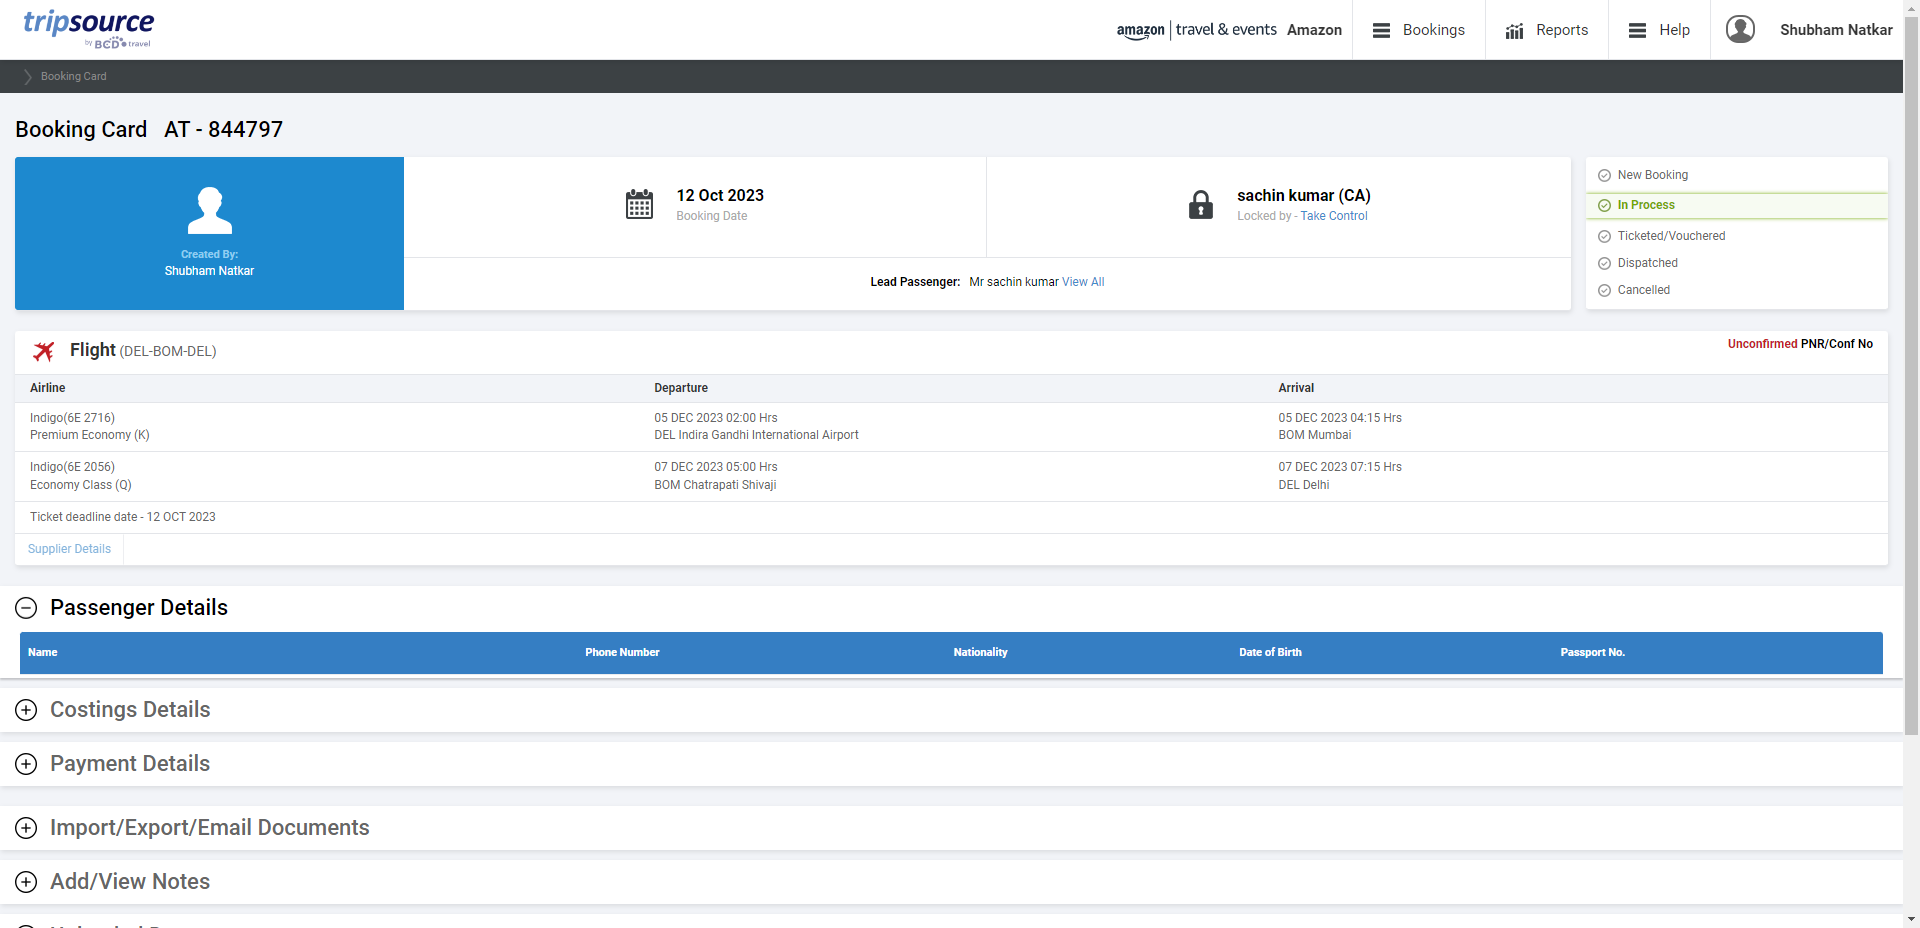 tripsource
by BCD travel
amazon | travel & events Amazon
Bookings
Reports
Help
Shubham Natkar
Booking Card
Booking Card AT - 844797
Created By:
Shubham Natkar
12 Oct 2023
Booking Date
sachin kumar (CA)
Locked by - Take Control
Lead Passenger: Mr sachin kumar View All
New Booking
In Process
Ticketed/Vouchered
Dispatched
Cancelled
Flight (DEL-BOM-DEL)
Unconfirmed PNR/Conf No
Airline Departure Arrival
Indigo(6E 2716) 05 DEC 2023 02:00 Hrs 05 DEC 2023 04:15 Hrs
Premium Economy (K) DEL Indira Gandhi International Airport BOM Mumbai
Indigo(6E 2056) 07 DEC 2023 05:00 Hrs 07 DEC 2023 07:15 Hrs
Economy Class (Q) BOM Chatrapati Shivaji DEL Delhi
Ticket deadline date - 12 OCT 2023
Supplier Details
Passenger Details
Name Phone Number Nationality Date of Birth Passport No.
Costings Details
Payment Details
Import/Export/Email Documents
Add/View Notes